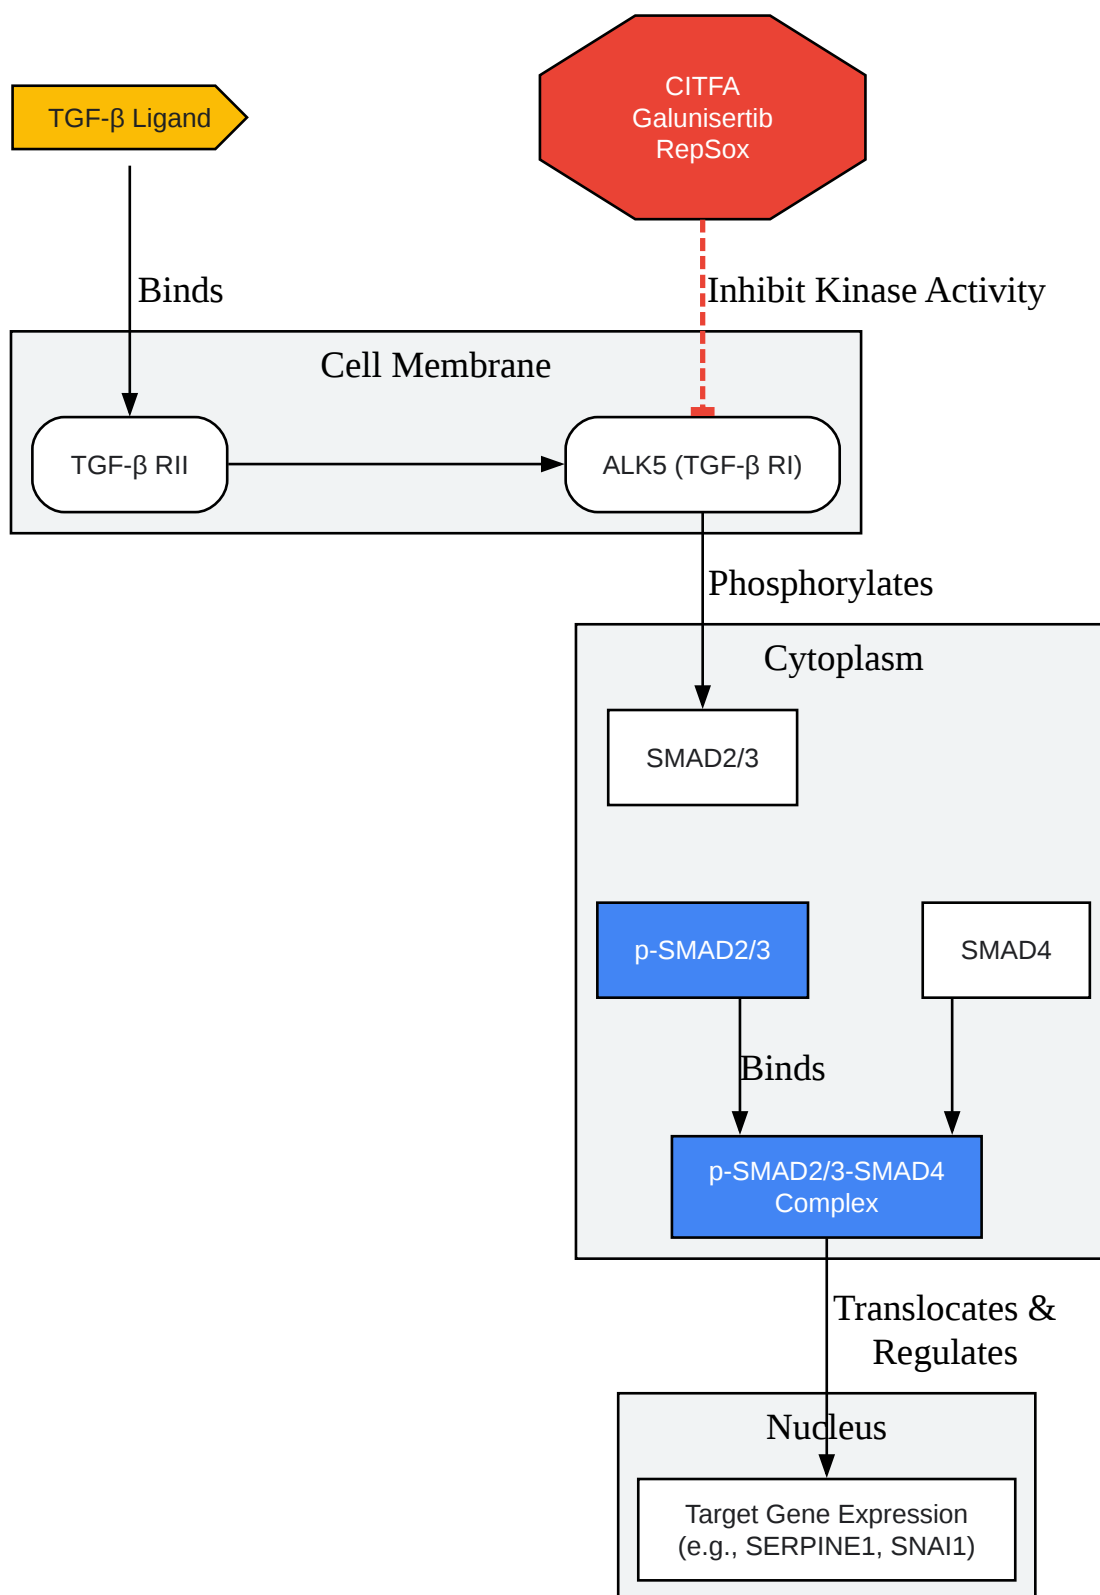 CITFA
Galunisertib
RepSox
TGF-β Ligand
Binds
Inhibit Kinase Activity
Cell Membrane
TGF-β RII
ALK5 (TGF-β RI)
Phosphorylates
Cytoplasm
SMAD2/3
p-SMAD2/3
SMAD4
Binds
p-SMAD2/3-SMAD4
Complex
Translocates &
Regulates
Nucleus
Target Gene Expression
(e.g., SERPINE1, SNAI1)